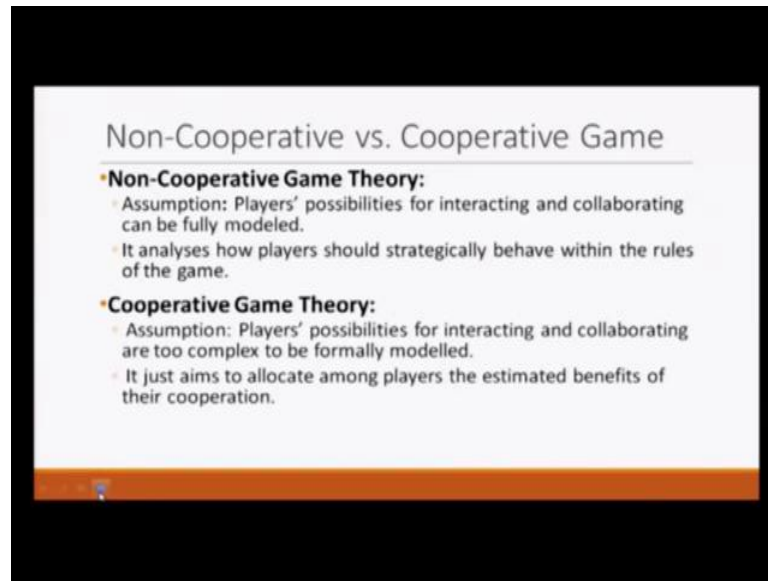 Non-Cooperative vs. Cooperative Game
•Non-Cooperative Game Theory:
Assumption: Players' possibilities for interacting and collaborating
can be fully modeled.
It analyses how players should strategically behave within the rules
of the game.
•Cooperative Game Theory:
Assumption: Players' possibilities for interacting and collaborating
are too complex to be formally modelled.
It just aims to allocate among players the estimated benefits of
their cooperation.